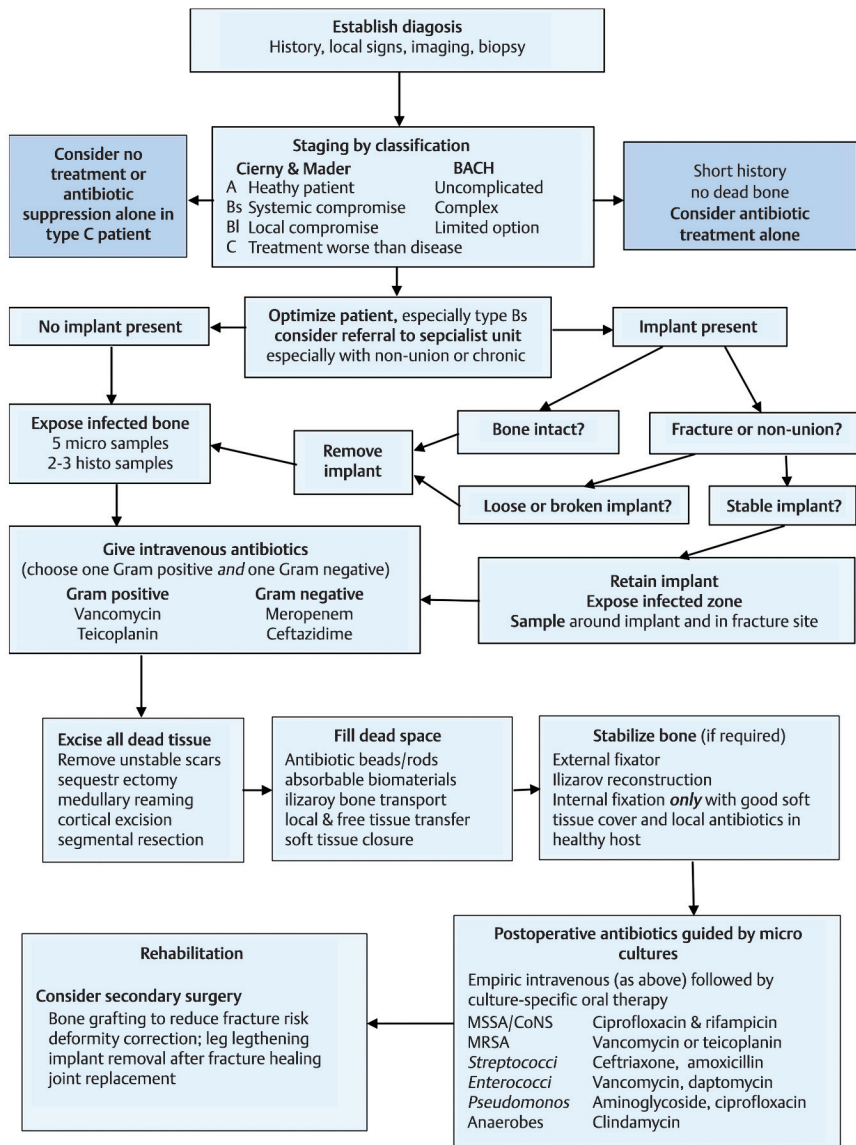 Establish diagosis
History, local signs, imaging, biopsy
Consider no
treatment or
antibiotic
suppression alone in
type C patient
Staging by classification
Cierny & Mader BACH
A Heathy patient Uncomplicated
Bs Systemic compromise Complex
Bl Local compromise Limited option
C Treatment worse than disease
Short history
no dead bone
Consider antibiotic
treatment alone
No implant present
Optimize patient, especially type Bs
consider referral to sepcialist unit
especially with non-union or chronic
Implant present
Expose infected bone
5 micro samples
2-3 histo samples
Remove
implant
Bone intact?
Fracture or non-union?
Loose or broken implant?
Stable implant?
Give intravenous antibiotics
(choose one Gram positive and one Gram negative)
Gram positive Gram negative
Vancomycin Meropenem
Teicoplanin Ceftazidime
Retain implant
Expose infected zone
Sample around implant and in fracture site
Excise all dead tissue
Remove unstable scars
sequestr ectomy
medullary reaming
cortical excision
segmental resection
Fill dead space
Antibiotic beads/rods
absorbable biomaterials
ilizaroy bone transport
local & free tissue transfer
soft tissue closure
Stabilize bone (if required)
External fixator
Ilizarov reconstruction
Internal fixation only with good soft
tissue cover and local antibiotics in
healthy host
Rehabilitation
Consider secondary surgery
Bone grafting to reduce fracture risk
deformity correction; leg legthening
implant removal after fracture healing
joint replacement
Postoperative antibiotics guided by micro
cultures
Empiric intravenous (as above) followed by
culture-specific oral therapy
MSSA/CoNS Ciprofloxacin & rifampicin
MRSA Vancomycin or teicoplanin
Streptococci Ceftriaxone, amoxicillin
Enterococci Vancomycin, daptomycin
Pseudomonos Aminoglycoside, ciprofloxacin
Anaerobes Clindamycin